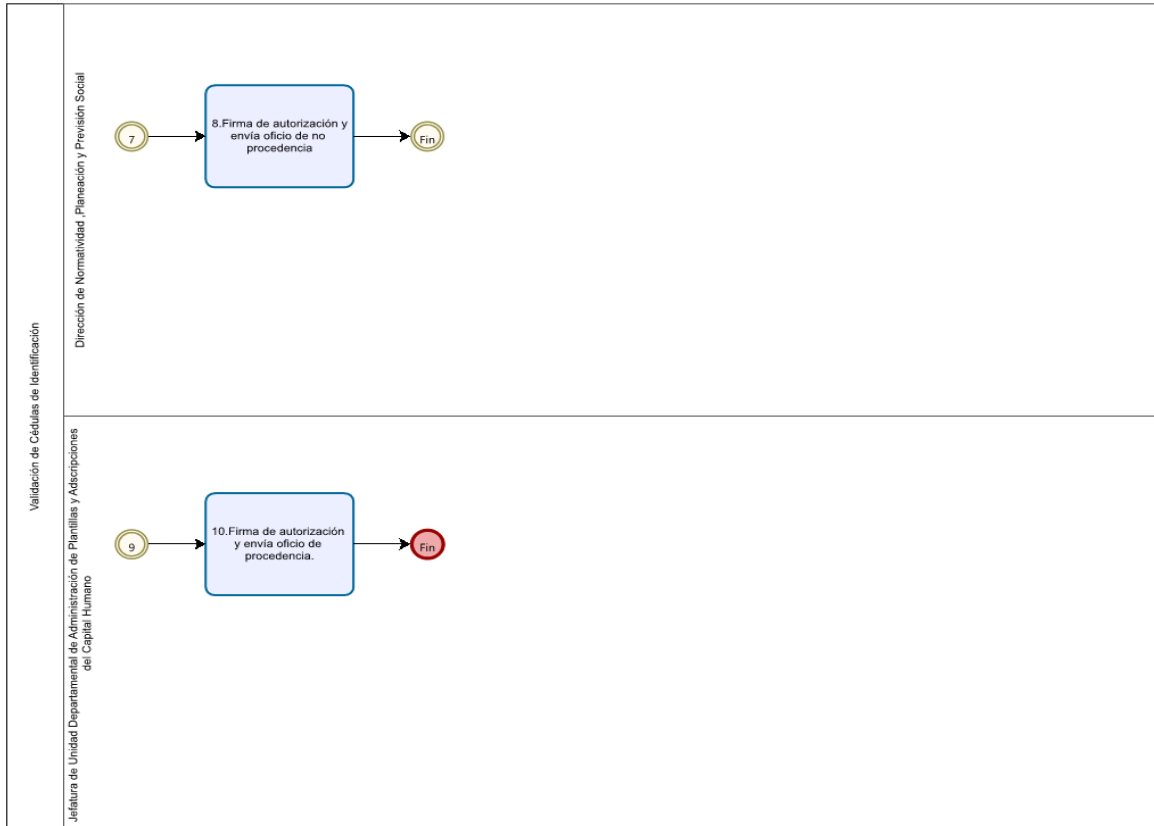 Validación de Cédulas de Identificación
Dirección de Normatividad ,Planeación y Previsión Social
7
8.Firma de autorización y
envía oficio de no
procedencia
Fin
Jefatura de Unidad Departamental de Administración de Plantillas y Adscripciones
del Capital Humano
9
10.Firma de autorización
y envía oficio de
procedencia.
Fin